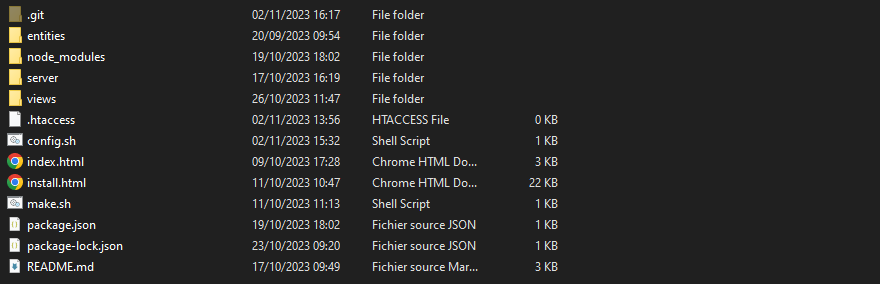 .git 02/11/2023 16:17 File folder
entities 20/09/2023 09:54 File folder
node_modules 19/10/2023 18:02 File folder
server 17/10/2023 16:19 File folder
views 26/10/2023 11:47 File folder
.htaccess 02/11/2023 13:56 HTACCESS File 0 KB
config.sh 02/11/2023 15:32 Shell Script 1 KB
index.html 09/10/2023 17:28 Chrome HTML Do... 3 KB
install.html 11/10/2023 10:47 Chrome HTML Do... 22 KB
make.sh 11/10/2023 11:13 Shell Script 1 KB
package.json 19/10/2023 18:02 Fichier source JSON 1 KB
package-lock.json 23/10/2023 09:20 Fichier source JSON 1 KB
README.md 17/10/2023 09:49 Fichier source Mar... 3 KB